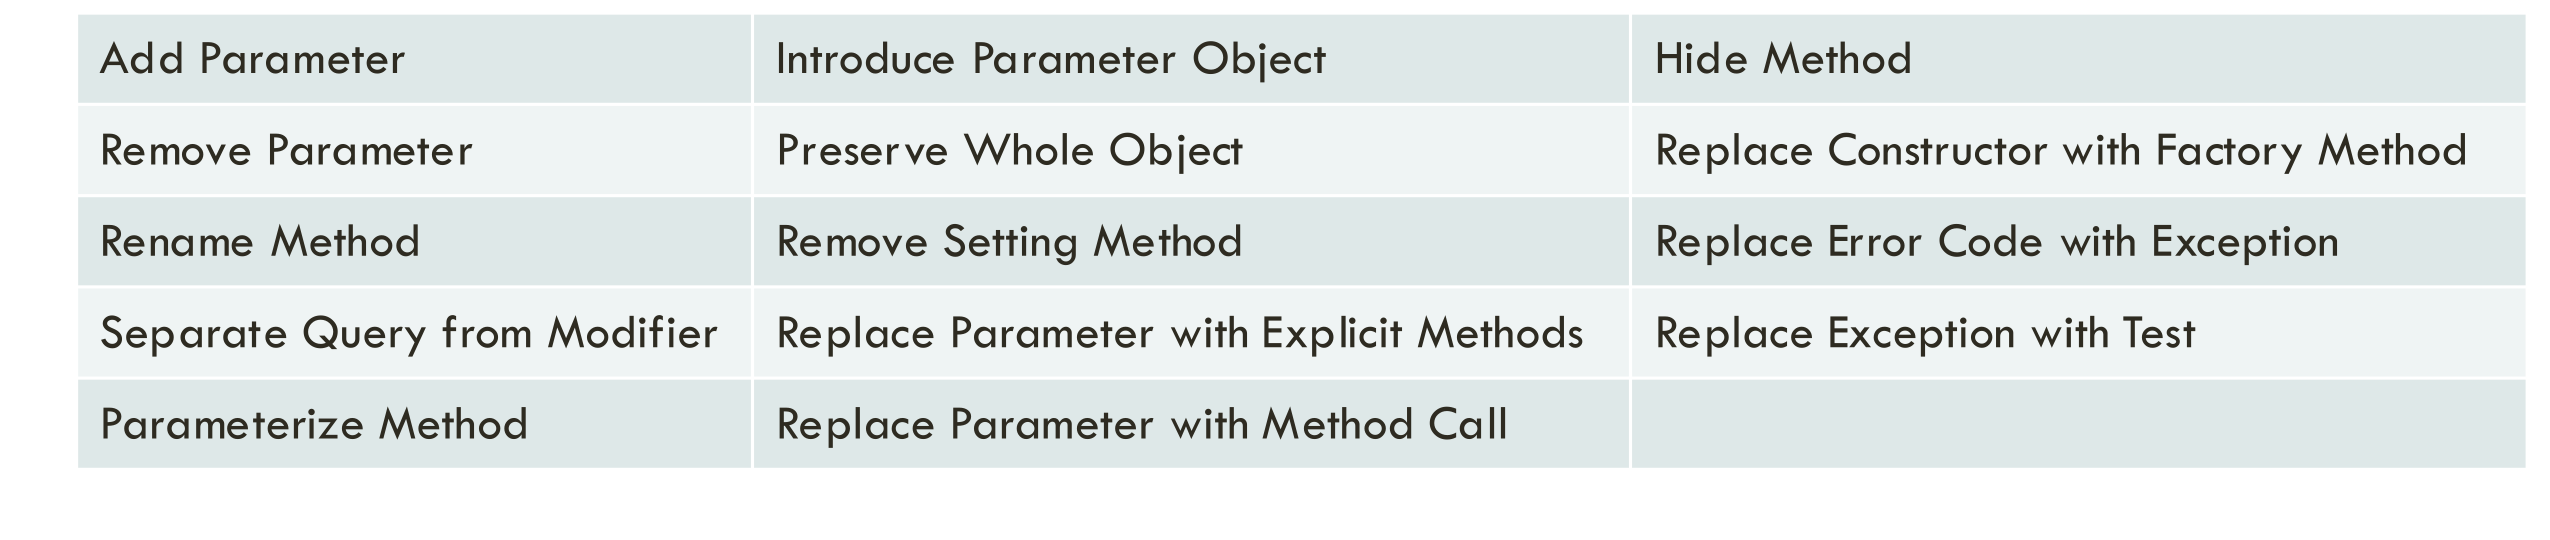 Add Parameter
Introduce Parameter Object
Hide Method
Remove Parameter
Preserve Whole Object
Replace Constructor with Factory Method
Rename Method
Remove Setting Method
Replace Error Code with Exception
Separate Query from Modifier
Replace Parameter with Explicit Methods
Replace Exception with Test
Parameterize Method
Replace Parameter with Method Call